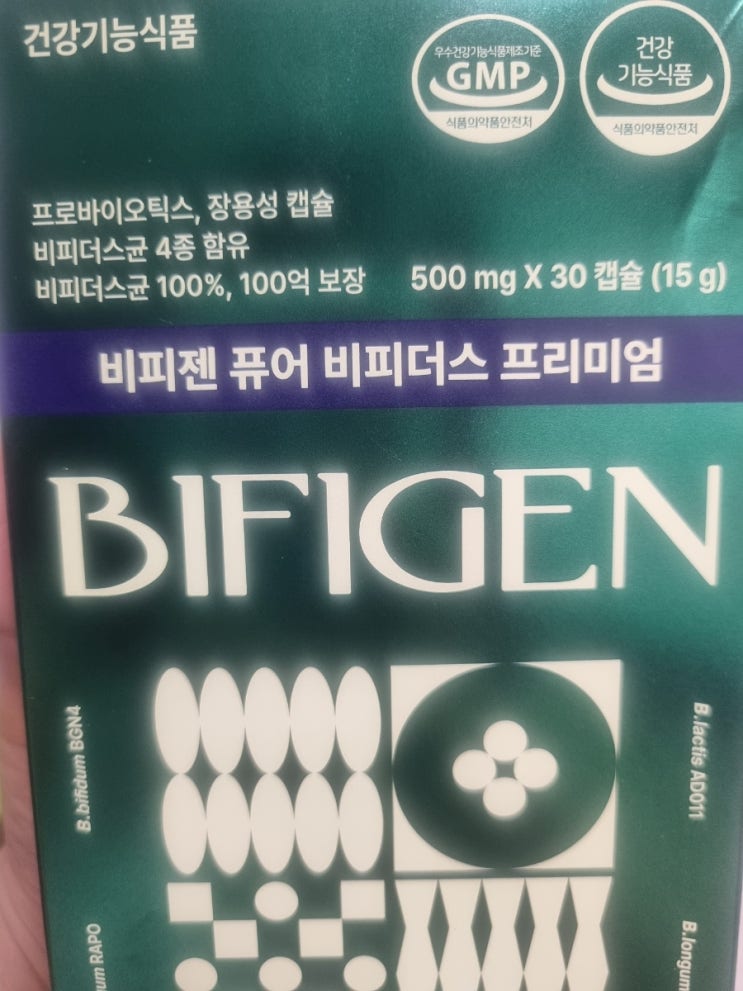 건강기능식품
우수건강기능식품제조기준
GMP
식품의약품안전처
건강
기능식품
식품의약품안전처
프로바이오틱스, 장용성 캡슐
비피더스균 4종 함유
비피더스균 100%, 100억 보장
500 mg X 30 캡슐 (15 g)
비피젠 퓨어 비피더스 프리미엄
BIFIGEN
B.bifidum BGN4
B.lactis AD011
RAPO
B.longum